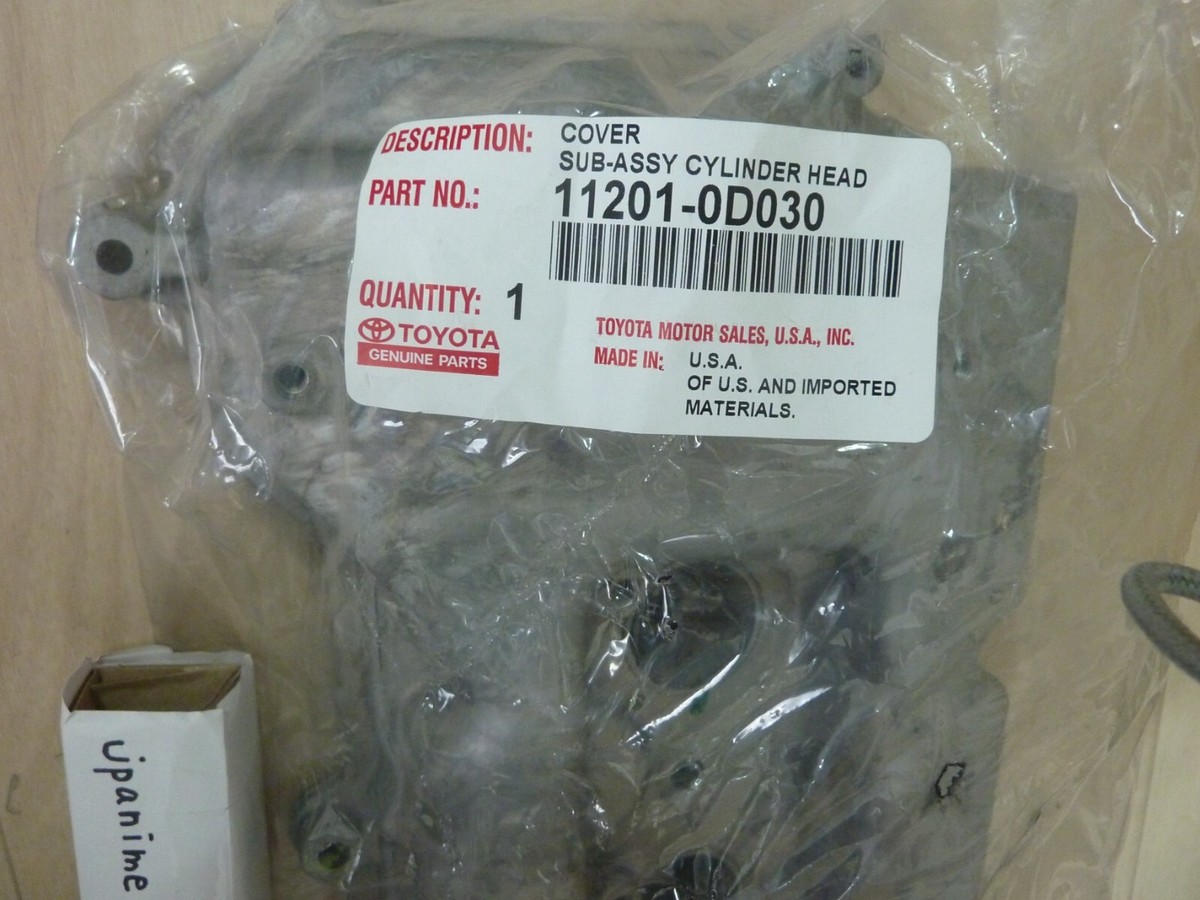 DESCRIPTION: COVER
SUB-ASSY CYLINDER HEAD
PART NO.: 11201-0D030
QUANTITY: 1
TOYOTA
GENUINE PARTS
TOYOTA MOTOR SALES, U.S.A., INC.
MADE IN: U.S.A.
OF U.S. AND IMPORTED
MATERIALS.
upanime